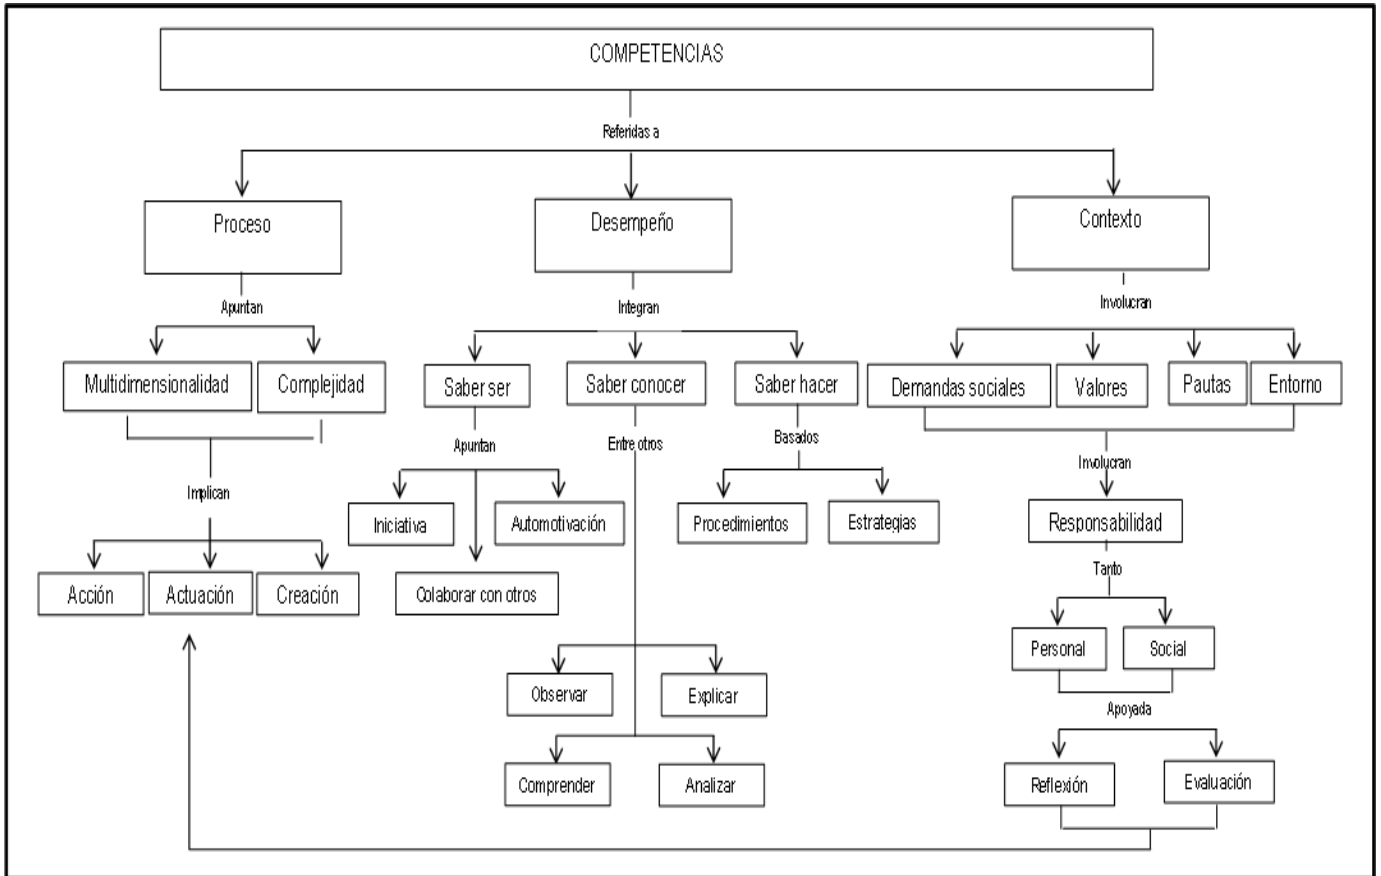 COMPETENCIAS
Referidas a
Proceso
Desempeño
Contexto
Apuntan
Integran
Involucran
Multidimensionalidad
Complejidad
Saber ser
Saber conocer
Saber hacer
Demandas sociales
Valores
Pautas
Entorno
Implican
Apuntan
Entre otros
Basados
Involucran
Iniciativa
Automotivación
Procedimientos
Estrategias
Responsabilidad
Acción
Actuación
Creación
Colaborar con otros
Tanto
Personal
Social
Observar
Explicar
Apoyada
Comprender
Analizar
Reflexión
Evaluación